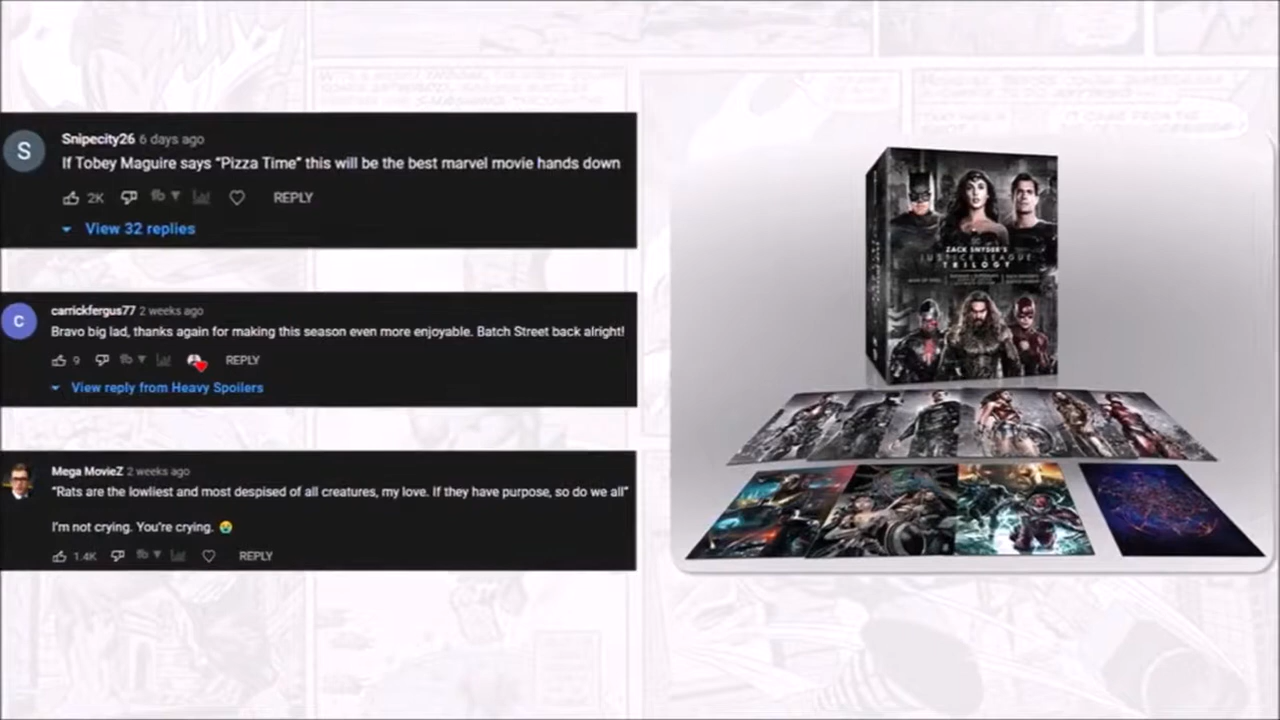 Snipecity26 6 days ago
If Tobey Maguire says “Pizza Time” this will be the best marvel movie hands down
2K REPLY
View 32 replies
carrickfergus77 2 weeks ago
Bravo big lad, thanks again for making this season even more enjoyable. Batch Street back alright!
9 REPLY
View reply from Heavy Spoilers
Mega MovieZ 2 weeks ago
“Rats are the lowliest and most despised of all creatures, my love. If they have purpose, so do we all”
I'm not crying. You're crying. 😭
1.4K REPLY
S
C
ZACK SNYDER'S
JUSTICE LEAGUE
TRILOGY